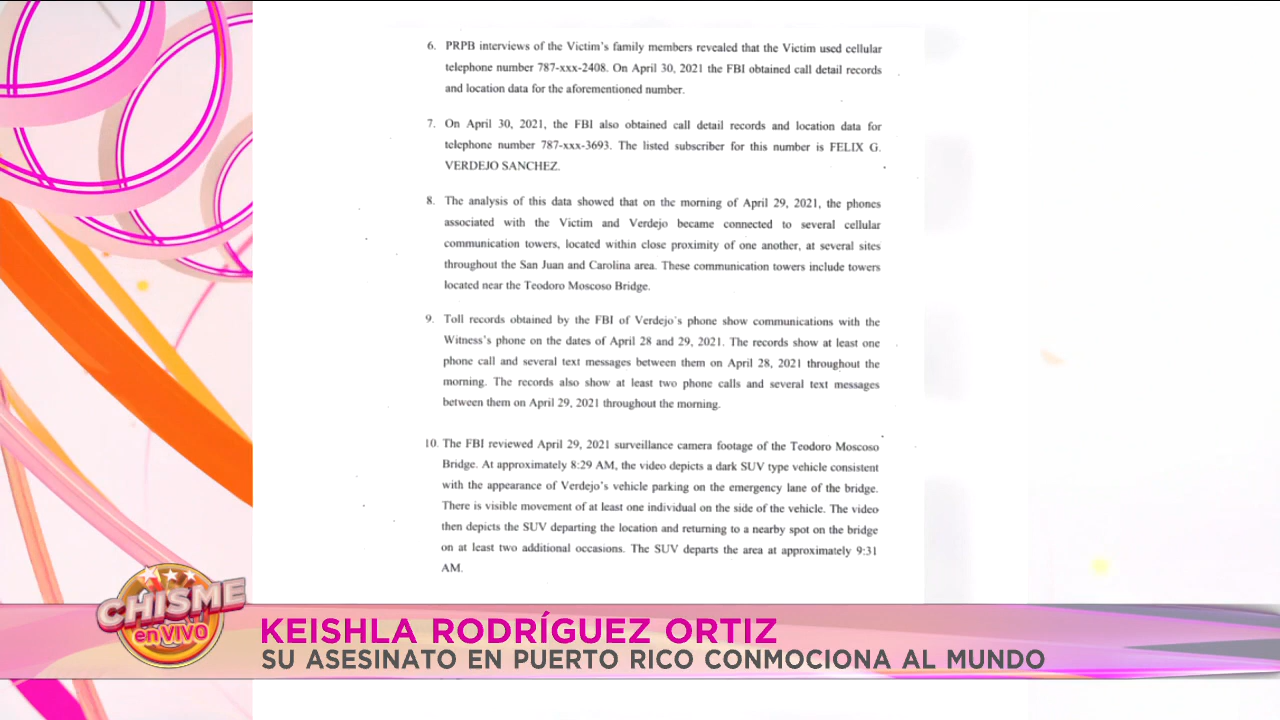 6. PRPB interviews of the Victim's family members revealed that the Victim used cellular
telephone number 787-xxx-2408. On April 30, 2021 the FBI obtained call detail records
and location data for the aforementioned number.
7. On April 30, 2021, the FBI also obtained call detail records and location data for
telephone number 787-xxx-3693. The listed subscriber for this number is FELIX G.
VERDEJO SANCHEZ.
8. The analysis of this data showed that on the morning of April 29, 2021, the phones
associated with the Victim and Verdejo became connected to several cellular
communication towers, located within close proximity of one another, at several sites
throughout the San Juan and Carolina area. These communication towers include towers
located near the Teodoro Moscoso Bridge.
9. Toll records obtained by the FBI of Verdejo's phone show communications with the
Witness's phone on the dates of April 28 and 29, 2021. The records show at least one
phone call and several text messages between them on April 28, 2021 throughout the
morning. The records also show at least two phone calls and several text messages
between them on April 29, 2021 throughout the morning.
10. The FBI reviewed April 29, 2021 surveillance camera footage of the Teodoro Moscoso
Bridge. At approximately 8:29 AM, the video depicts a dark SUV type vehicle consistent
with the appearance of Verdejo's vehicle parking on the emergency lane of the bridge.
There is visible movement of at least one individual on the side of the vehicle. The video
then depicts the SUV departing the location and returning to a nearby spot on the bridge
on at least two additional occasions. The SUV departs the area at approximately 9:31
AM.
CHISME
en VIVO
KEISHLA RODRÍGUEZ ORTIZ
SU ASESINATO EN PUERTO RICO CONMOCIONA AL MUNDO